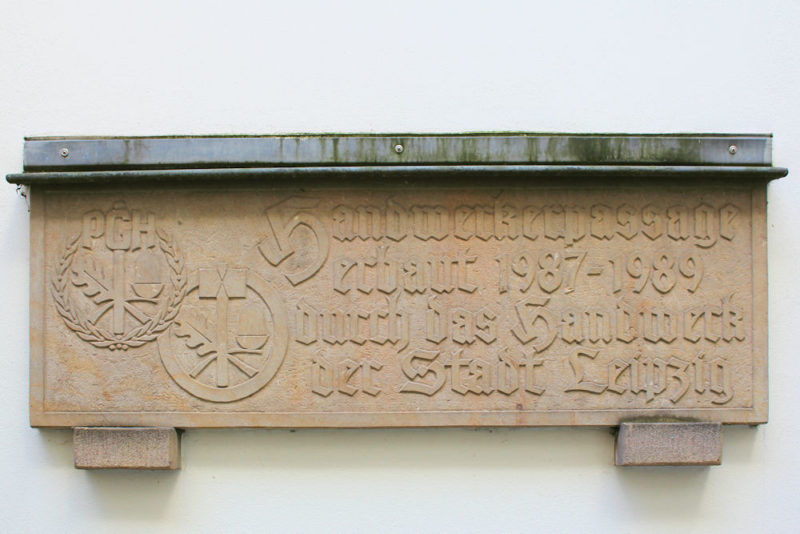 PGH
Handwerkerpassage
erbaut 1987-1989
durch das Handwerk
der Stadt Leipzig